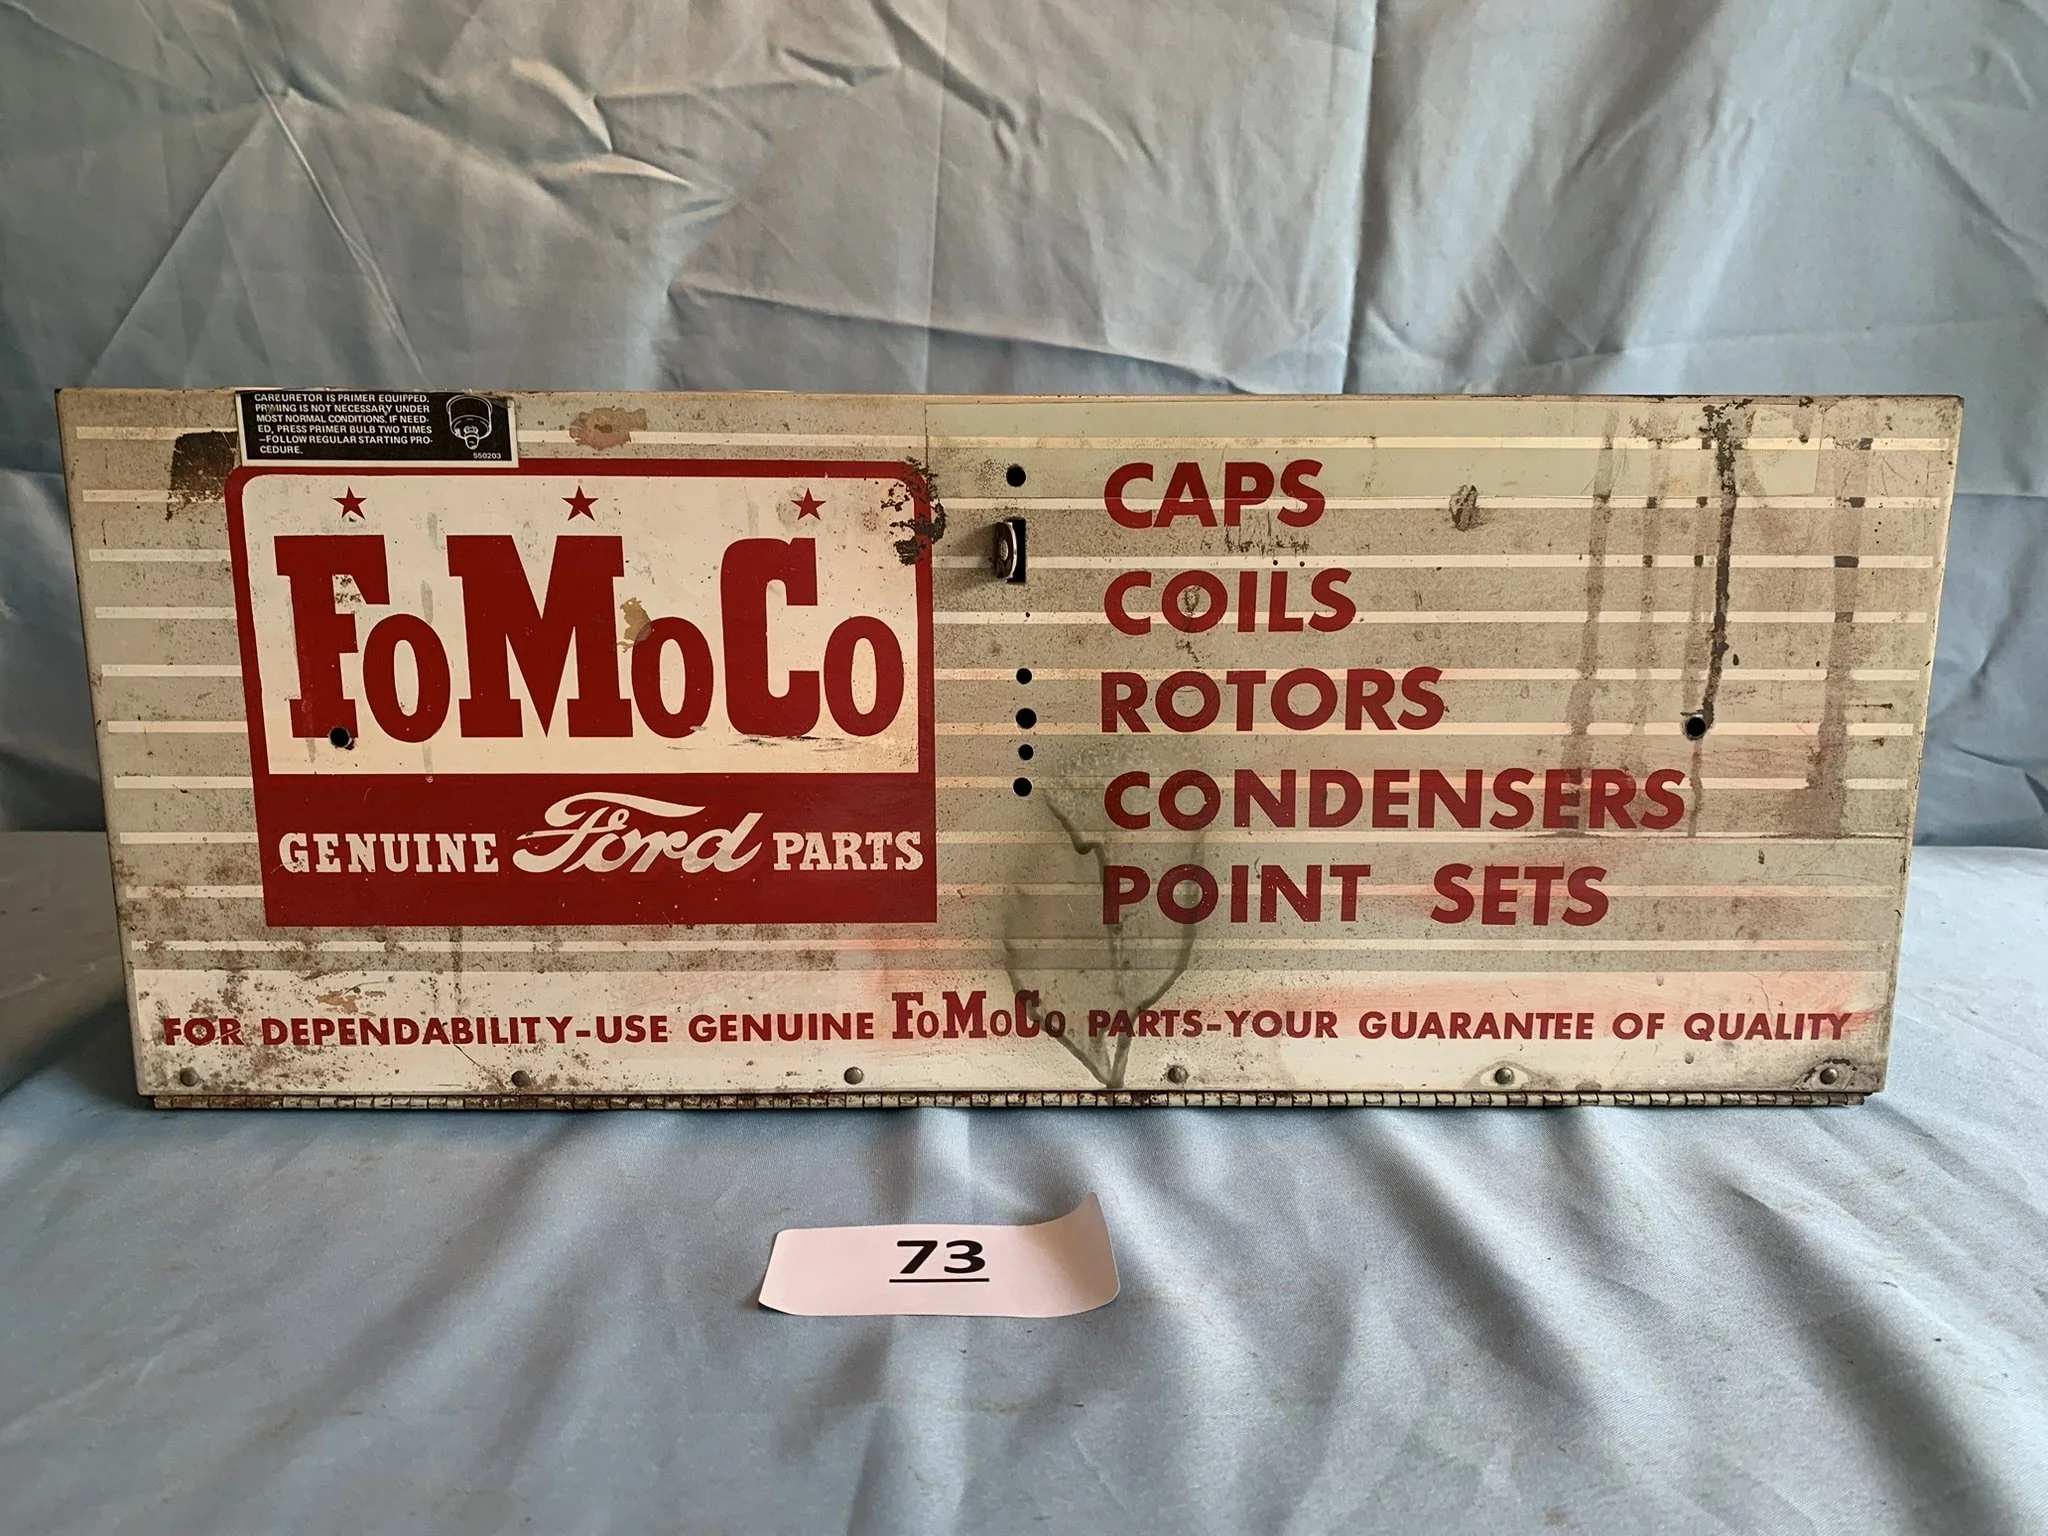 CARBURETOR IS PRIMER EQUIPPED.
PRIMING IS NOT NECESSARY UNDER
MOST NORMAL CONDITIONS. IF NEED-
ED, PRESS PRIMER BULB TWO TIMES
—FOLLOW REGULAR STARTING PRO-
CEDURE.
550203
FoMoCo
GENUINE Ford PARTS
CAPS
COILS
ROTORS
CONDENSERS
POINT SETS
FOR DEPENDABILITY-USE GENUINE FoMoCo PARTS-YOUR GUARANTEE OF QUALITY
73